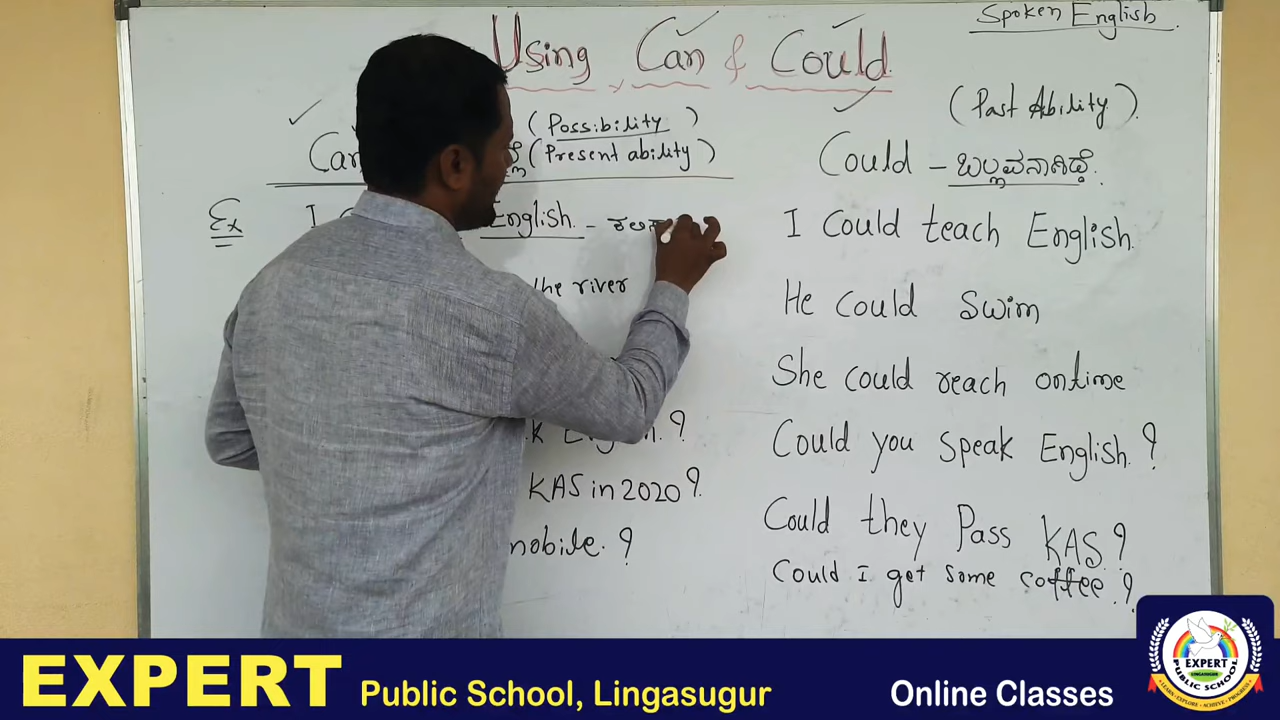 Spoken English
Using Can & Could
(Possibility)
(Past Ability).
Can
(Present ability)
Could - ಬಲ್ಲವನಾಗಿದ್ದೆ.
Ex
I
English. -
I Could teach English.
the river
He Could Swim
She Could reach ontime
English. ?
Could you Speak English. ?
KAS in 2020 ?
Could they Pass KAS ?
mobile. ?
Could I get Some coffee. ?
EXPERT
PUBLIC SCHOOL
LINGASUGUR
EXPERT Public School, Lingasugur
Online Classes